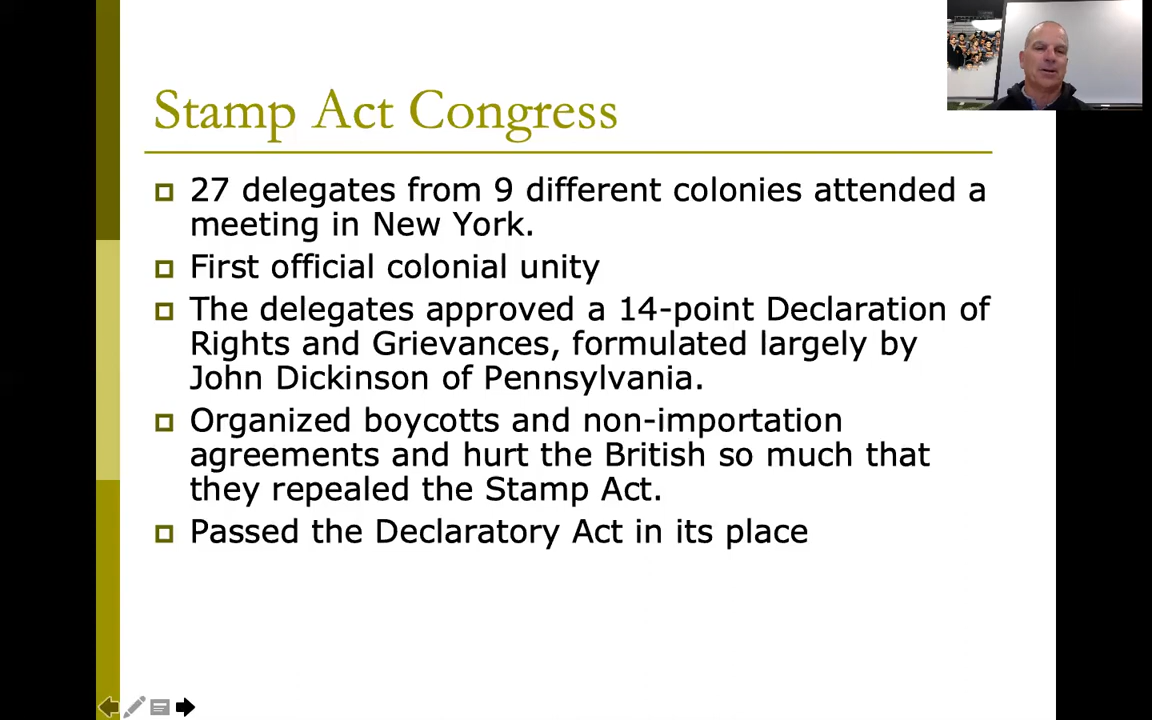 Stamp Act Congress
27 delegates from 9 different colonies attended a
meeting in New York.
First official colonial unity
The delegates approved a 14-point Declaration of
Rights and Grievances, formulated largely by
John Dickinson of Pennsylvania.
Organized boycotts and non-importation
agreements and hurt the British so much that
they repealed the Stamp Act.
Passed the Declaratory Act in its place